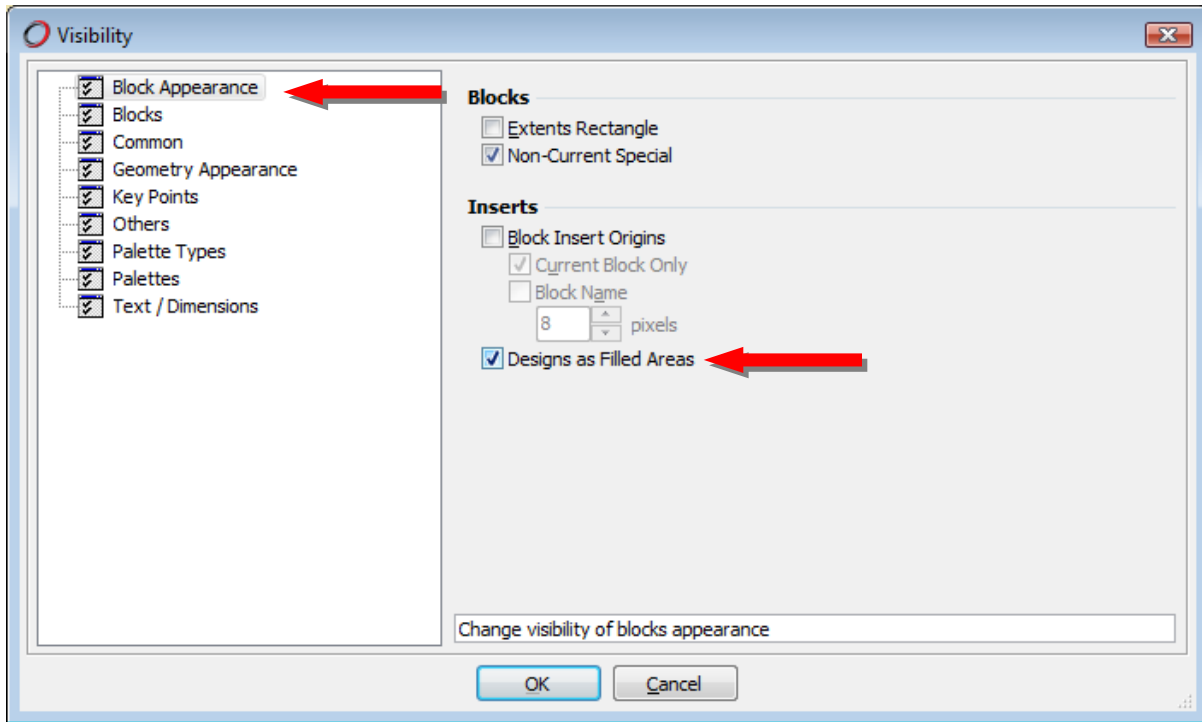 Visibility
Block Appearance
Blocks
Common
Geometry Appearance
Key Points
Others
Palette Types
Palettes
Text / Dimensions
Blocks
Extents Rectangle
Non-Current Special
Inserts
Block Insert Origins
Current Block Only
Block Name
8 pixels
Designs as Filled Areas
Change visibility of blocks appearance
OK Cancel